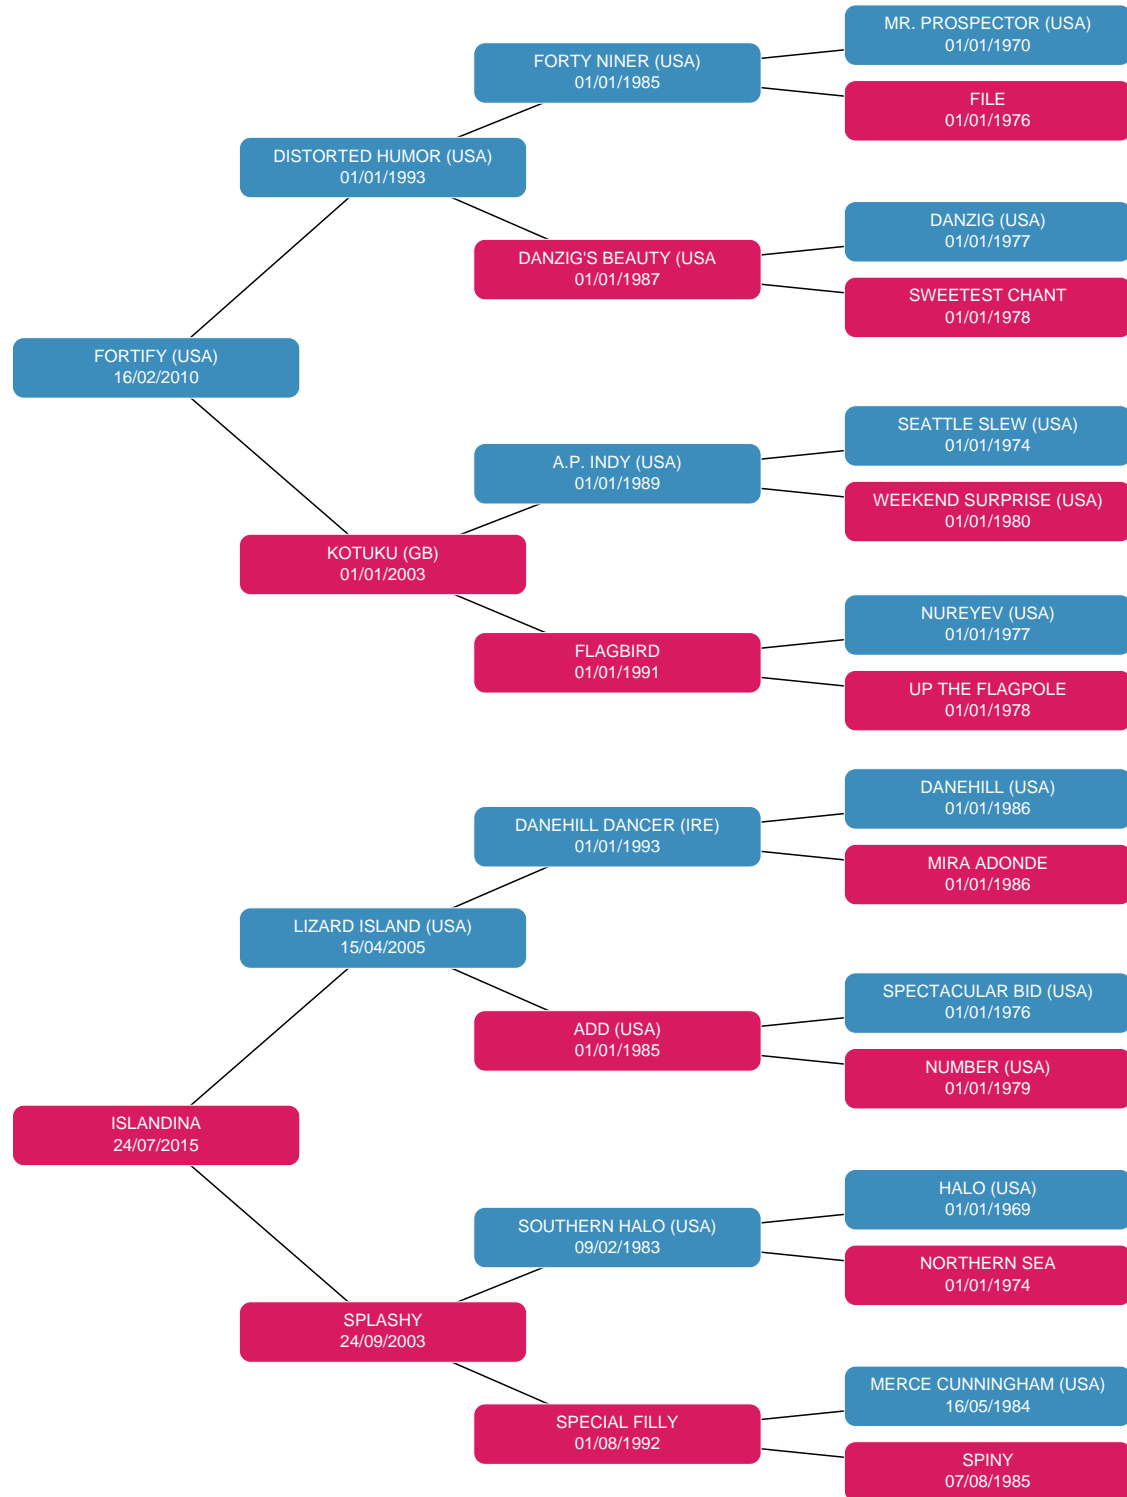 MR. PROSPECTOR (USA)
01/01/1970
FORTY NINER (USA)
01/01/1985
FILE
01/01/1976
DISTORTED HUMOR (USA)
01/01/1993
DANZIG (USA)
01/01/1977
DANZIG'S BEAUTY (USA
01/01/1987
SWEETEST CHANT
01/01/1978
FORTIFY (USA)
16/02/2010
SEATTLE SLEW (USA)
01/01/1974
A.P. INDY (USA)
01/01/1989
WEEKEND SURPRISE (USA)
01/01/1980
KOTUKU (GB)
01/01/2003
NUREYEV (USA)
01/01/1977
FLAGBIRD
01/01/1991
UP THE FLAGPOLE
01/01/1978
DANEHILL (USA)
01/01/1986
DANEHILL DANCER (IRE)
01/01/1993
MIRA ADONDE
01/01/1986
LIZARD ISLAND (USA)
15/04/2005
SPECTACULAR BID (USA)
01/01/1976
ADD (USA)
01/01/1985
NUMBER (USA)
01/01/1979
ISLANDINA
24/07/2015
HALO (USA)
01/01/1969
SOUTHERN HALO (USA)
09/02/1983
NORTHERN SEA
01/01/1974
SPLASHY
24/09/2003
MERCE CUNNINGHAM (USA)
16/05/1984
SPECIAL FILLY
01/08/1992
SPINY
07/08/1985